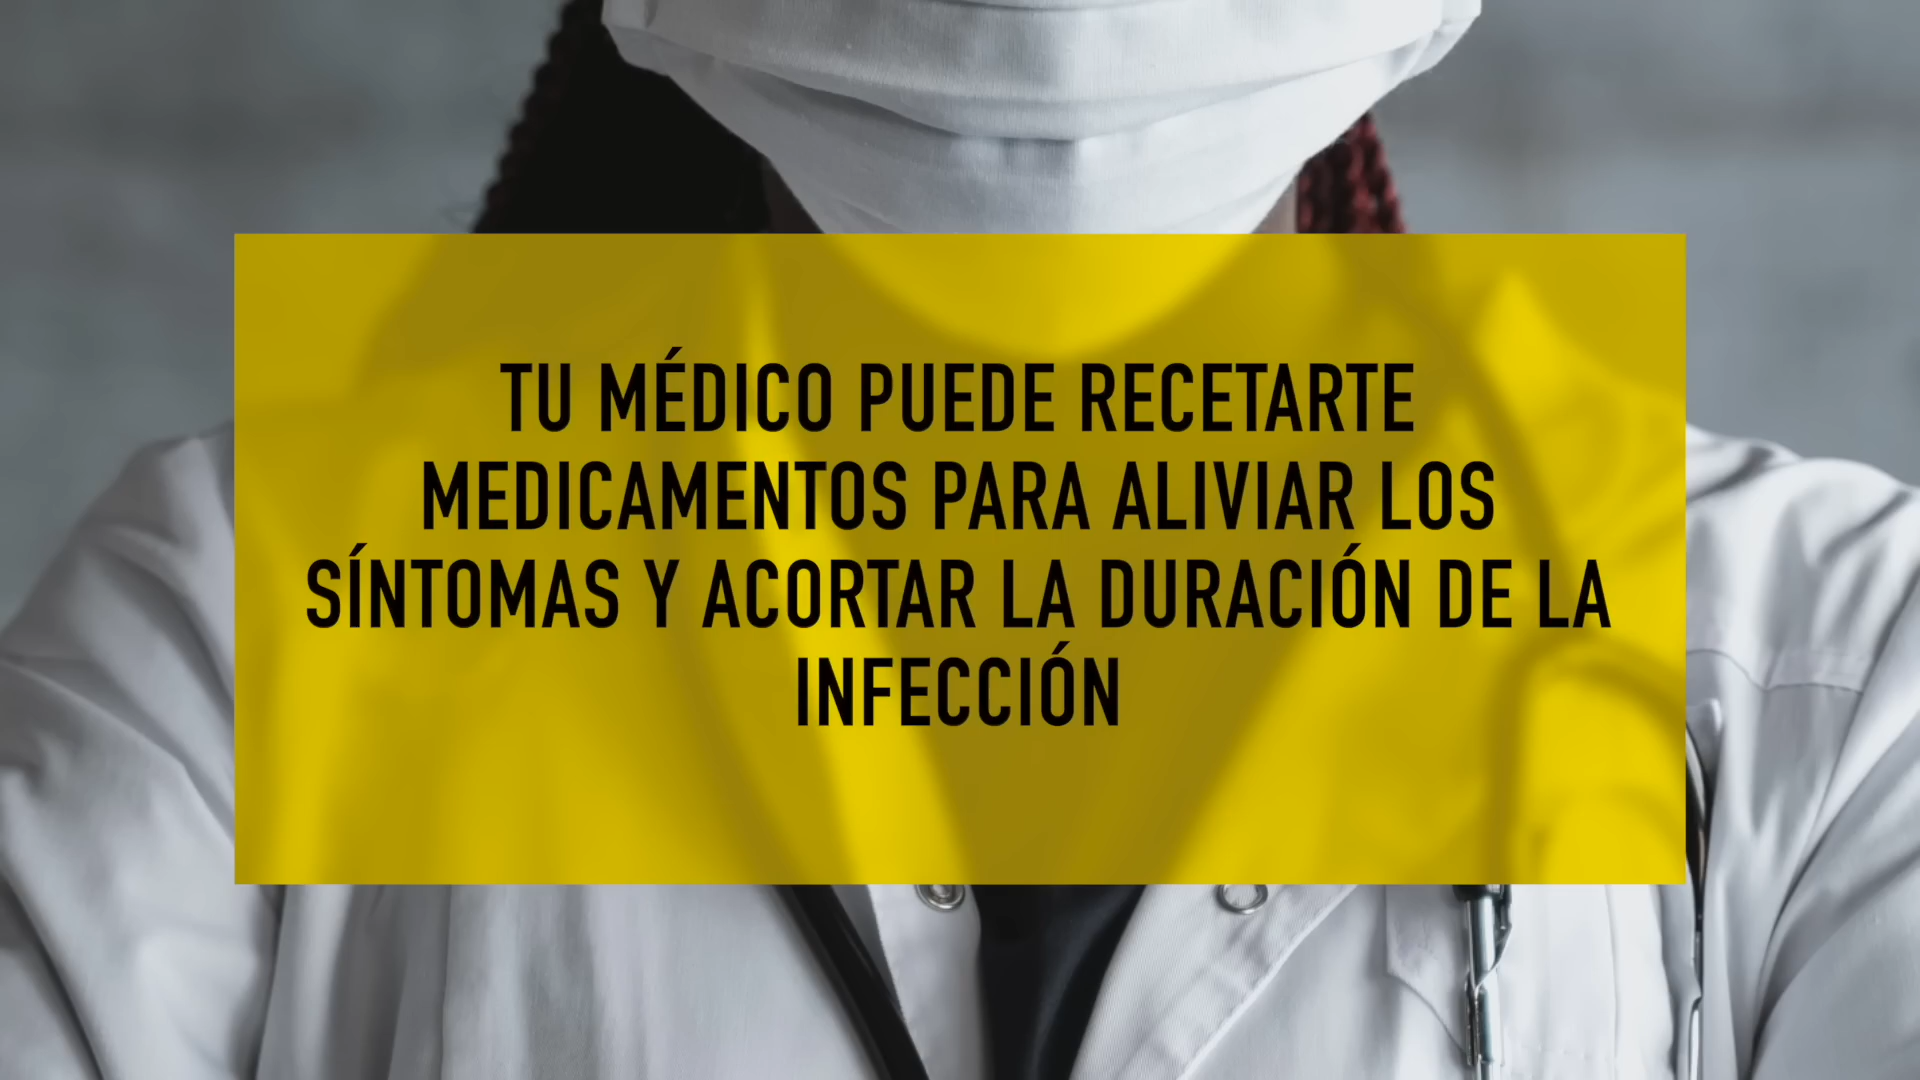 TU MÉDICO PUEDE RECETARTE
MEDICAMENTOS PARA ALIVIAR LOS
SÍNTOMAS Y ACORTAR LA DURACIÓN DE LA
INFECCIÓN